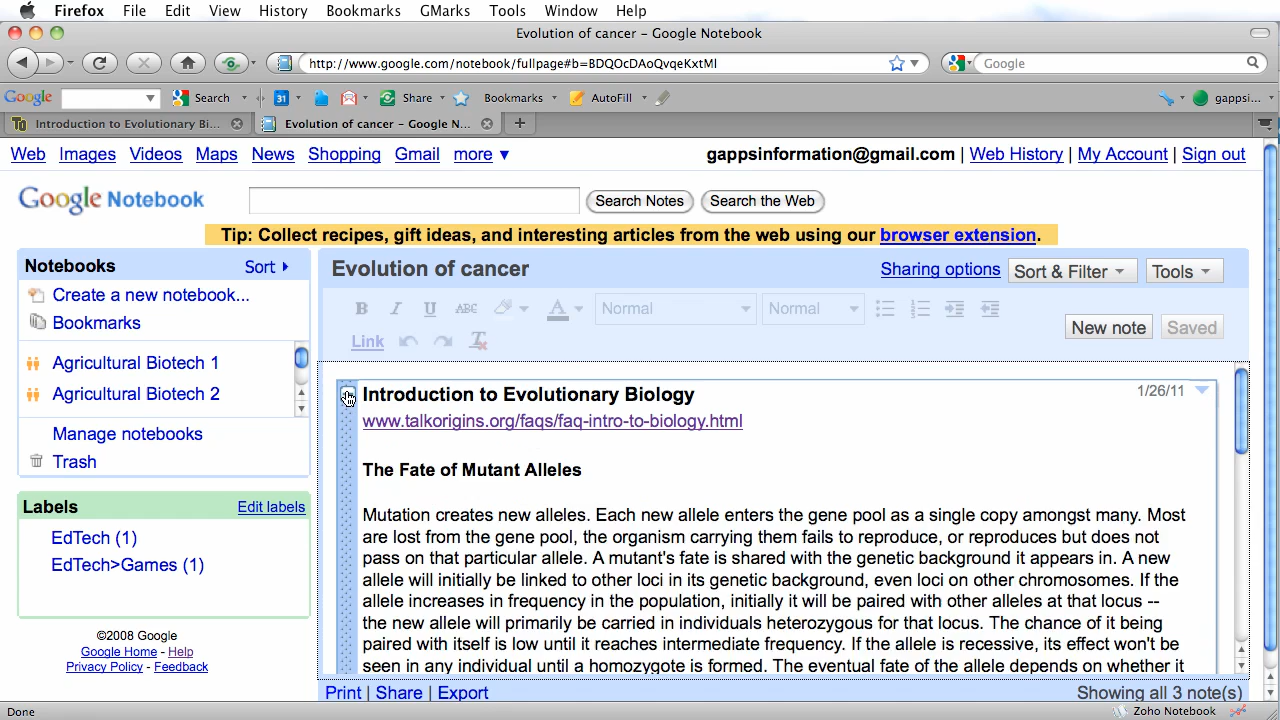 Firefox File Edit View History Bookmarks GMarks Tools Window Help
Evolution of cancer – Google Notebook
http://www.google.com/notebook/fullpage#b=BDQOcDAoQvqeKxtMI Google
Google Search 31 Share Bookmarks AutoFill gappsi...
Introduction to Evolutionary Bi... Evolution of cancer – Google N...
Web Images Videos Maps News Shopping Gmail more ▼ gappsinformation@gmail.com | Web History | My Account | Sign out
Google Notebook Search Notes Search the Web
Tip: Collect recipes, gift ideas, and interesting articles from the web using our browser extension.
Notebooks Sort
Create a new notebook...
Bookmarks
Agricultural Biotech 1
Agricultural Biotech 2
Manage notebooks
Trash
Labels Edit labels
EdTech (1)
EdTech>Games (1)
©2008 Google
Google Home - Help
Privacy Policy - Feedback
Evolution of cancer Sharing options Sort & Filter Tools
B I U ABC A Normal Normal
Link New note Saved
Introduction to Evolutionary Biology 1/26/11
www.talkorigins.org/faqs/faq-intro-to-biology.html
The Fate of Mutant Alleles
Mutation creates new alleles. Each new allele enters the gene pool as a single copy amongst many. Most
are lost from the gene pool, the organism carrying them fails to reproduce, or reproduces but does not
pass on that particular allele. A mutant's fate is shared with the genetic background it appears in. A new
allele will initially be linked to other loci in its genetic background, even loci on other chromosomes. If the
allele increases in frequency in the population, initially it will be paired with other alleles at that locus --
the new allele will primarily be carried in individuals heterozygous for that locus. The chance of it being
paired with itself is low until it reaches intermediate frequency. If the allele is recessive, its effect won't be
seen in any individual until a homozygote is formed. The eventual fate of the allele depends on whether it
Print | Share | Export Showing all 3 note(s)
Done Zoho Notebook